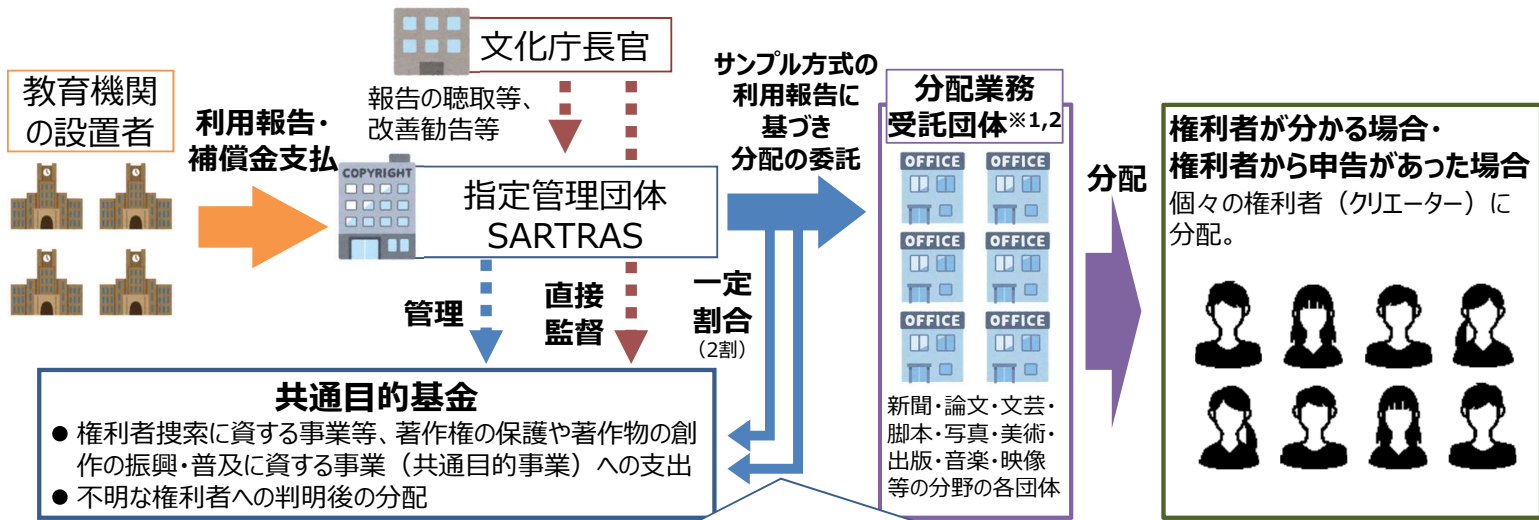 教育機関
の設置者
利用報告・
補償金支払
文化庁長官
報告の聴取等、
改善勧告等
COPYRIGHT
指定管理団体
SARTRAS
管理
直接
監督
一定
割合
（2割）
サンプル方式の
利用報告に
基づき
分配の委託
共通目的基金
● 権利者捜索に資する事業等、著作権の保護や著作物の創
作の振興・普及に資する事業（共通目的事業）への支出
● 不明な権利者への判明後の分配
分配業務
受託団体※1,2
OFFICE OFFICE
OFFICE OFFICE
OFFICE OFFICE
新聞・論文・文芸・
脚本・写真・美術・
出版・音楽・映像
等の分野の各団体
分配
権利者が分かる場合・
権利者から申告があった場合
個々の権利者（クリエーター）に
分配。